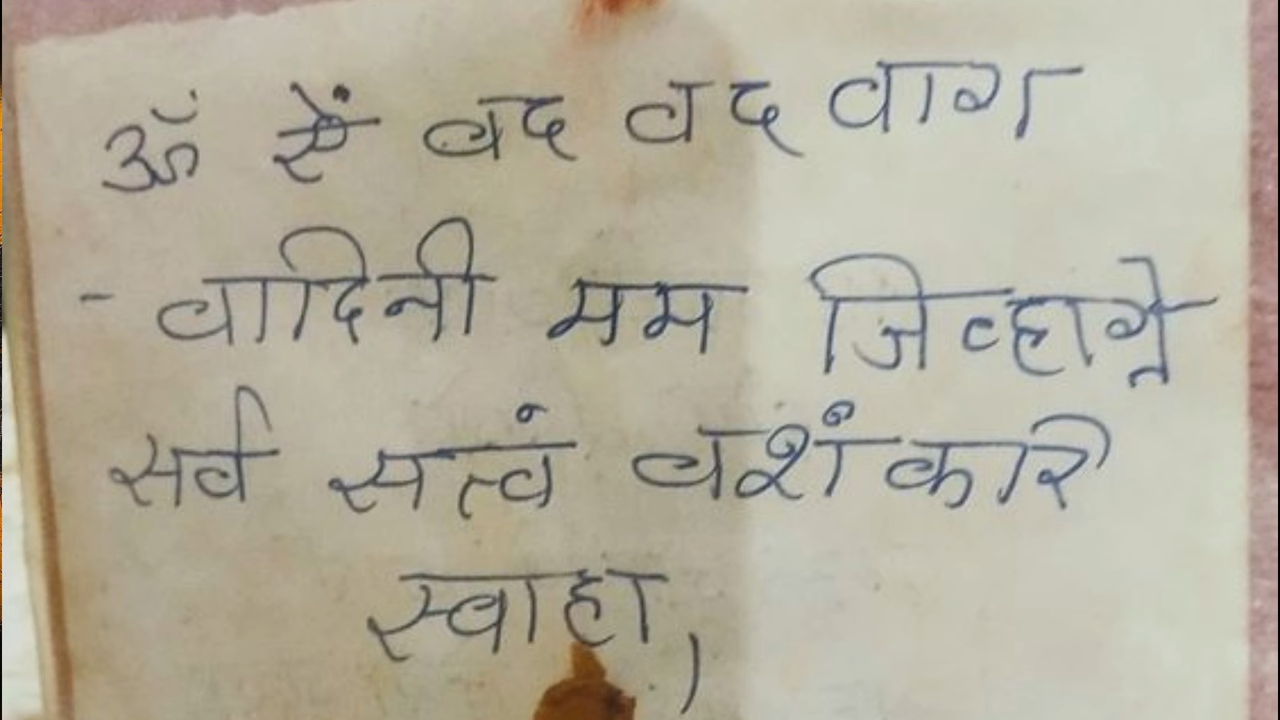 ॐ ऐं वद वद वाग
- वादिनी मम जिव्हाग्रे
सर्व सत्वं वशं कारि
स्वाहा,